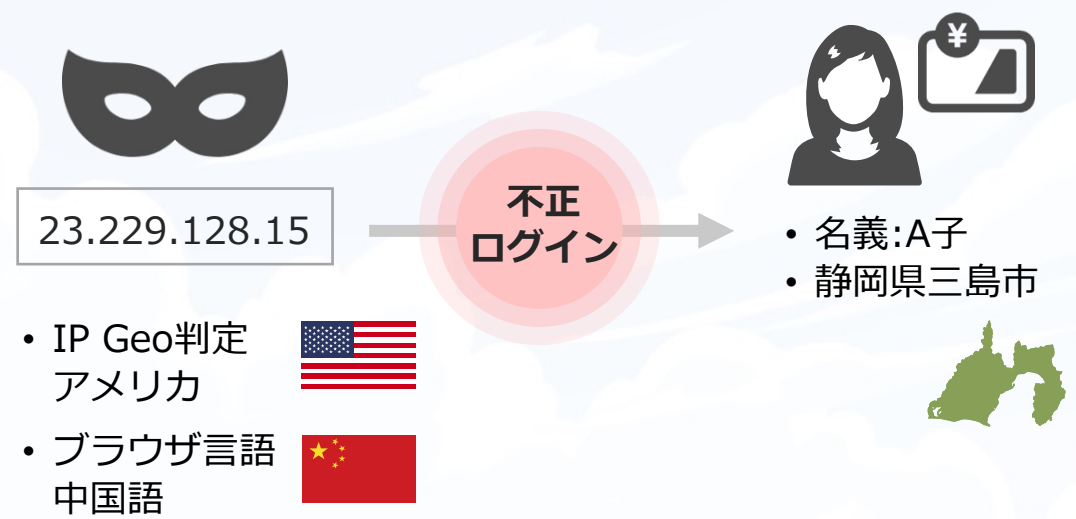 23.229.128.15
• IP Geo判定
アメリカ
• ブラウザ言語
中国語
不正
ログイン
¥
• 名義:A子
• 静岡県三島市